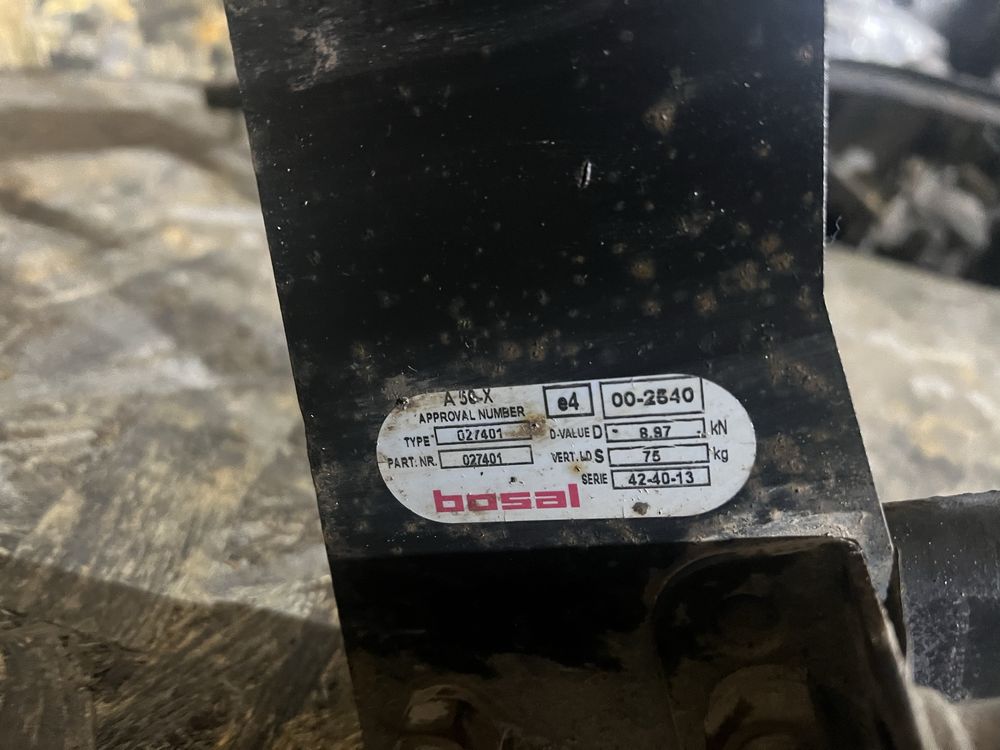 A 50-X e4 00-2540
APPROVAL NUMBER
TYPE 027401 D-VALUE D 8.97 kN
PART. NR. 027401 VERT. LD S 75 kg
SERIE 42-40-13
bosal